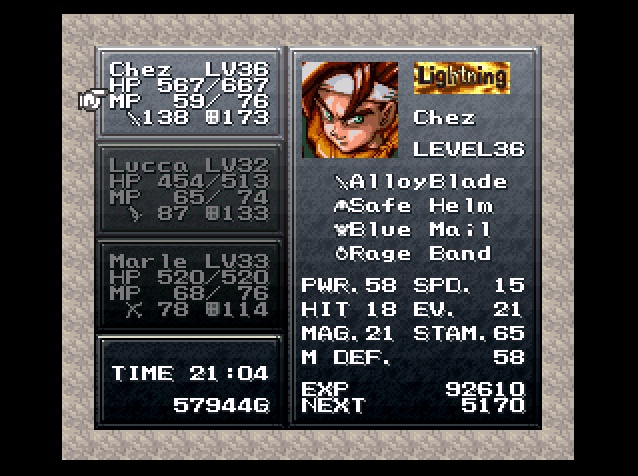 Chez LV36
HP 567/667
MP 59/ 76
138 173
Lucca LV32
HP 454/513
MP 65/ 74
87 133
Marle LV33
HP 520/520
MP 68/ 76
78 114
TIME 21:04
57944G
Lightning
Chez
LEVEL36
AlloyBlade
Safe Helm
Blue Mail
Rage Band
PWR.58 SPD. 15
HIT 18 EV. 21
MAG.21 STAM.65
M DEF. 58
EXP 92610
NEXT 5170